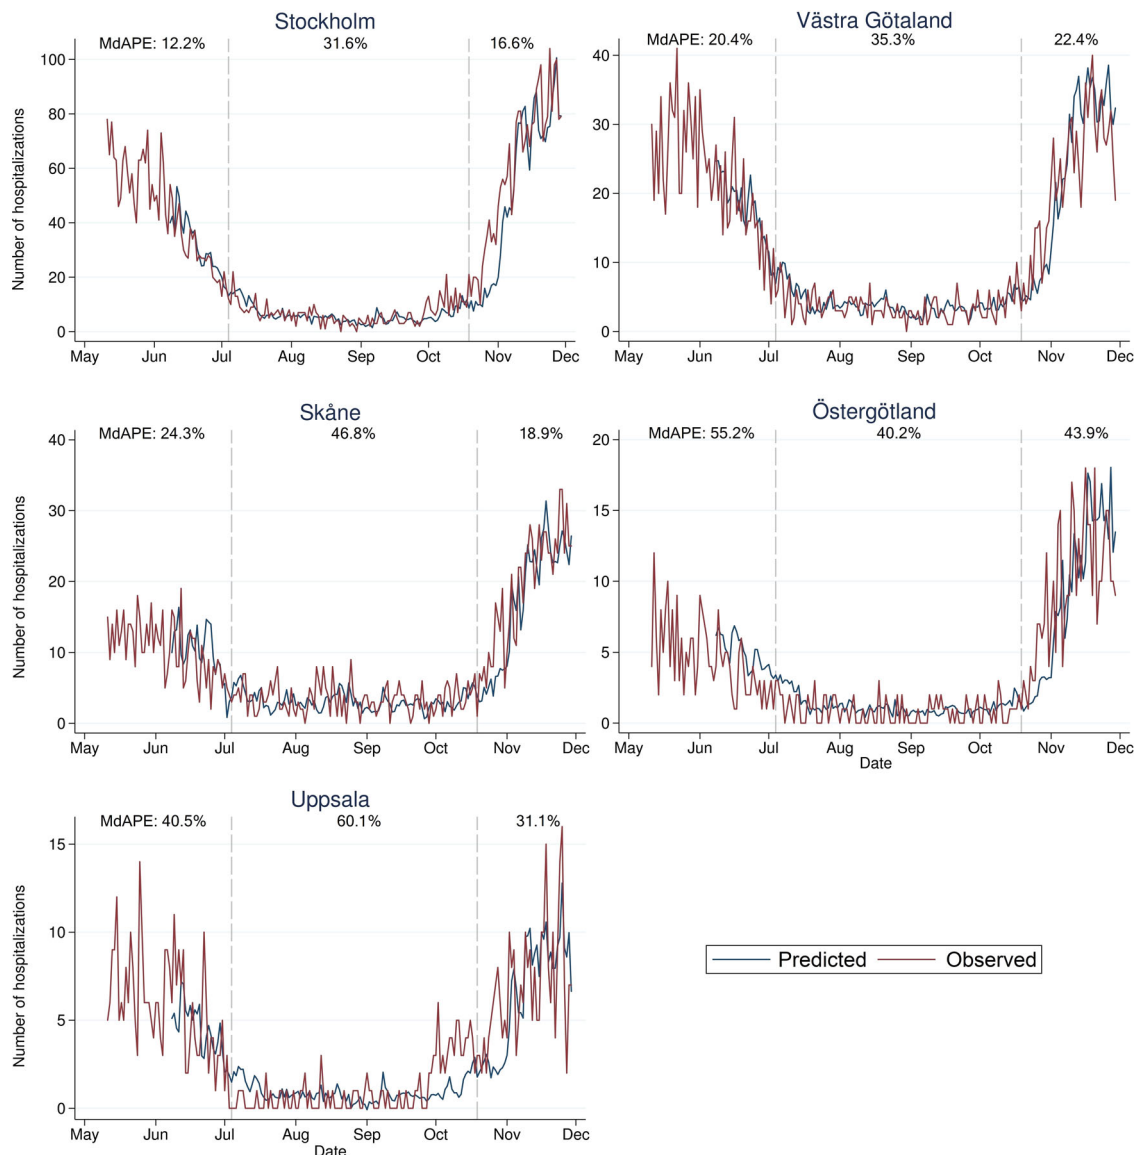 Stockholm
MdAPE: 12.2% 31.6% 16.6%
Number of hospitalizations
100
80
60
40
20
0
May Jun Jul Aug Sep Oct Nov Dec
Västra Götaland
MdAPE: 20.4% 35.3% 22.4%
40
30
20
10
0
May Jun Jul Aug Sep Oct Nov Dec
Skåne
MdAPE: 24.3% 46.8% 18.9%
Number of hospitalizations
40
30
20
10
0
May Jun Jul Aug Sep Oct Nov Dec
Östergötland
MdAPE: 55.2% 40.2% 43.9%
20
15
10
5
0
May Jun Jul Aug Sep Oct Nov Dec
Date
Uppsala
MdAPE: 40.5% 60.1% 31.1%
Number of hospitalizations
15
10
5
0
May Jun Jul Aug Sep Oct Nov Dec
Date
Predicted Observed